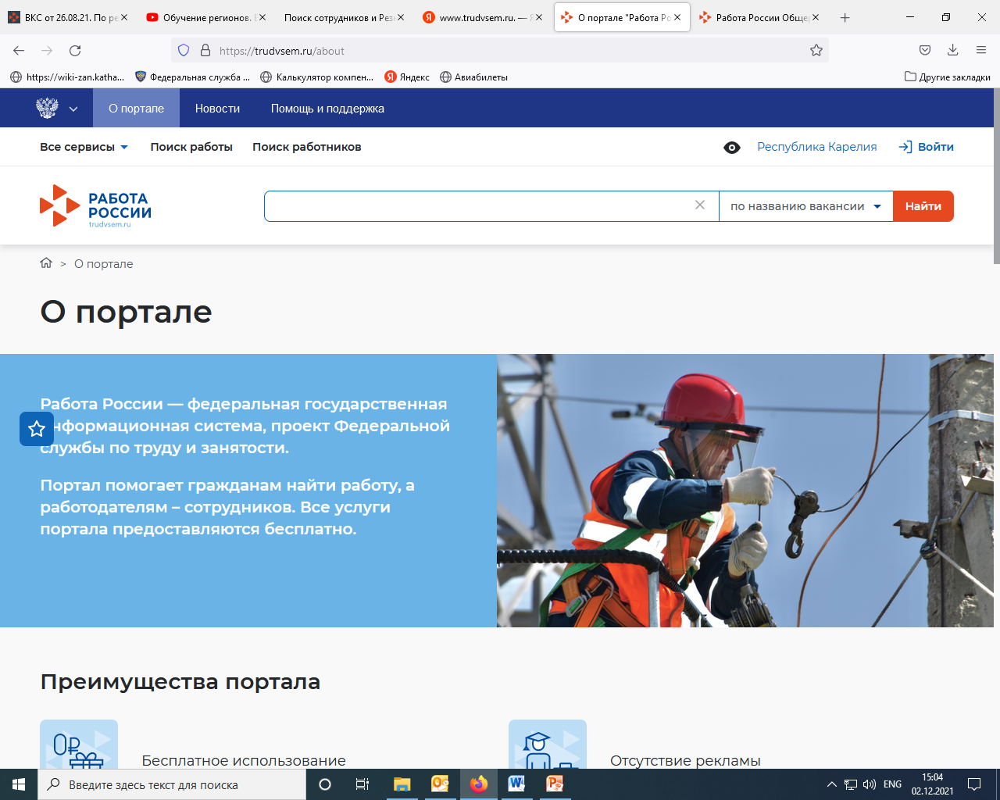 ВКС от 26.08.21. По ре
Обучение регионов.
Поиск сотрудников и Рез
www.trudvsem.ru. —
О портале "Работа Ро
Работа России Обще
https://trudvsem.ru/about
https://wiki-zan.katha...
Федеральная служба ...
Калькулятор компен...
Яндекс
Авиабилеты
Другие закладки
О портале
Новости
Помощь и поддержка
Все сервисы
Поиск работы
Поиск работников
Республика Карелия
Войти
РАБОТА
РОССИИ
trudvsem.ru
по названию вакансии
Найти
> О портале
О портале
Работа России — федеральная государственная
нформационная система, проект Федеральной
службы по труду и занятости.
Портал помогает гражданам найти работу, а
работодателям – сотрудников. Все услуги
портала предоставляются бесплатно.
Преимущества портала
0₽
Бесплатное использование
Отсутствие рекламы
Введите здесь текст для поиска
ENG
15:04
02.12.2021